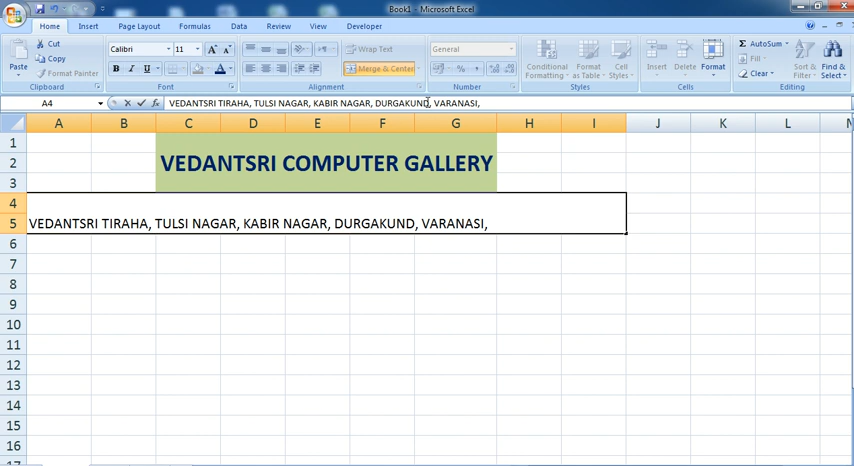 Book1 - Microsoft Excel
Home Insert Page Layout Formulas Data Review View Developer
Cut
Copy
Format Painter
Paste
Clipboard
Calibri 11
B I U
Font
Wrap Text
Merge & Center
Alignment
General
Number
Conditional Formatting
Format as Table
Cell Styles
Styles
Insert Delete Format
Cells
AutoSum
Fill
Clear
Sort & Filter
Find & Select
Editing
A4 fx VEDANTSRI TIRAHA, TULSI NAGAR, KABIR NAGAR, DURGAKUND, VARANASI,
A B C D E F G H I J K L
1
2 VEDANTSRI COMPUTER GALLERY
3
4
5 VEDANTSRI TIRAHA, TULSI NAGAR, KABIR NAGAR, DURGAKUND, VARANASI,
6
7
8
9
10
11
12
13
14
15
16
17